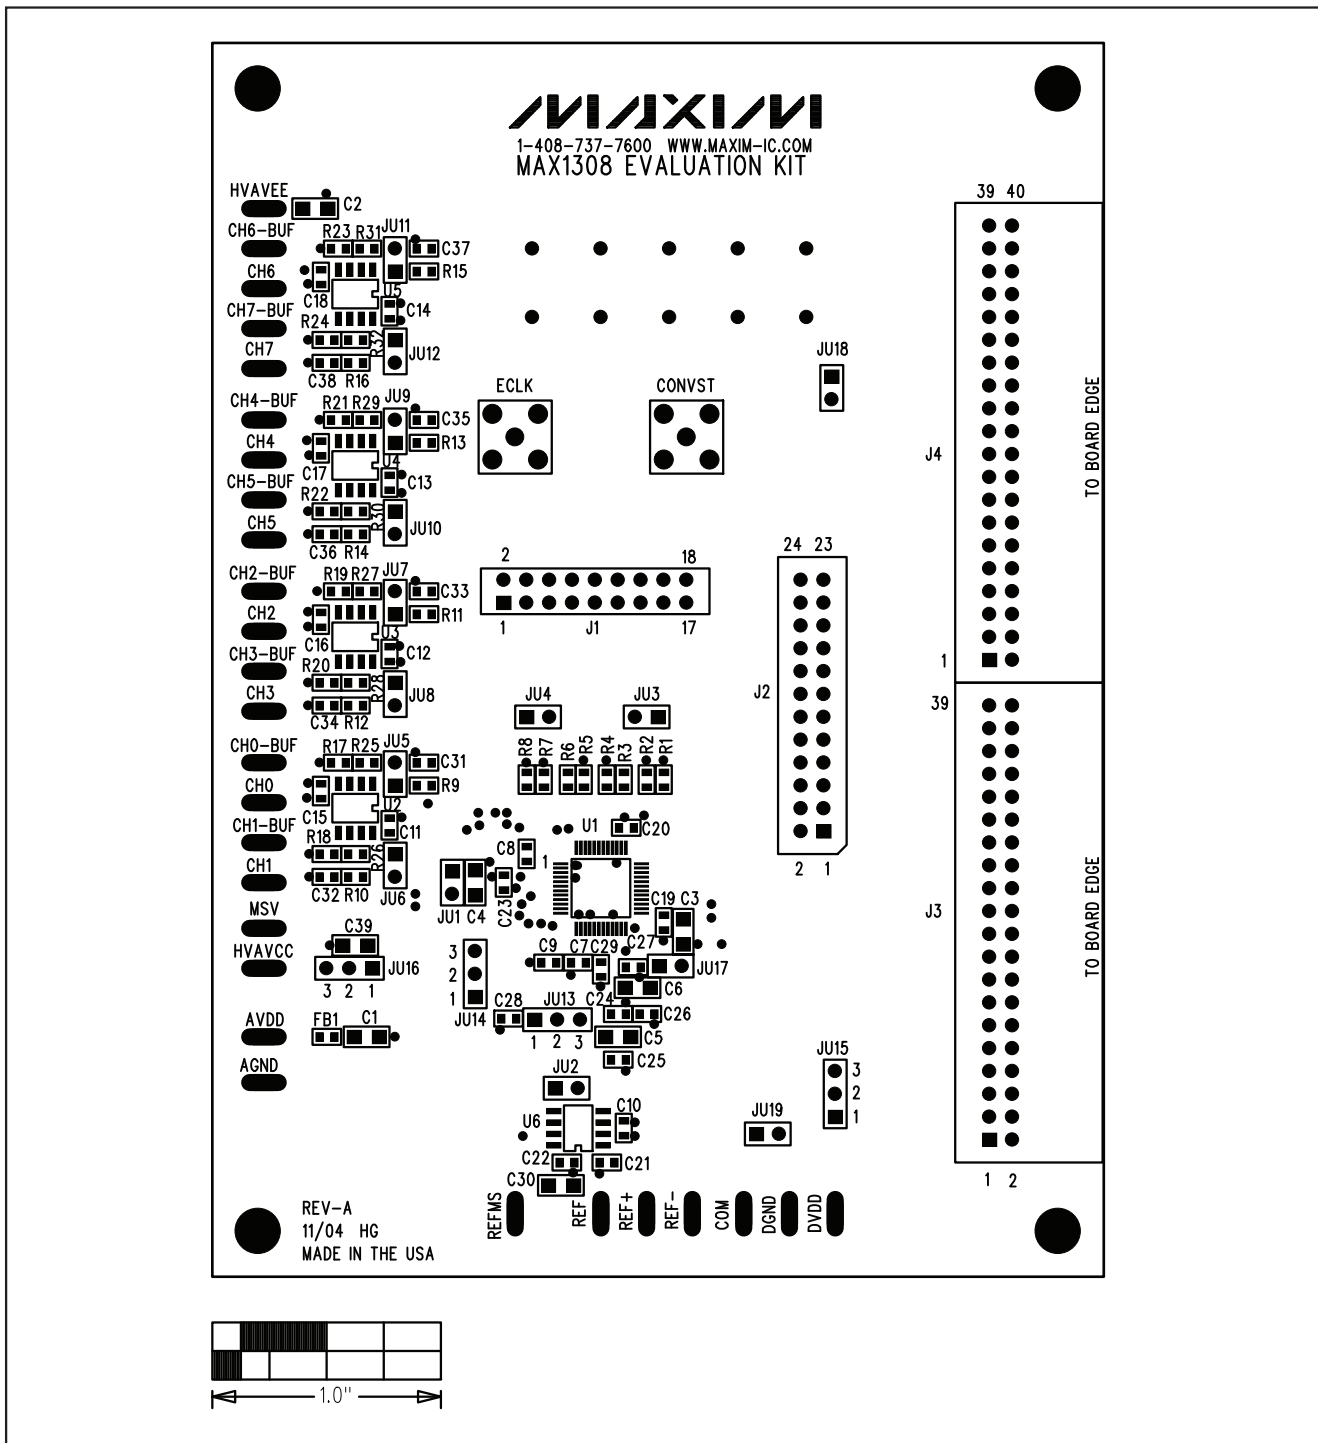 MAXIM
1-408-737-7600 WWW.MAXIM-IC.COM
MAX1308 EVALUATION KIT
HVAVEE
C2
CH6-BUF
R23 R31
JU11
C37
CH6
R15
C18
U5
C14
CH7-BUF
R24
R32
JU12
CH7
C38 R16
JU18
39 40
J4
TO BOARD EDGE
1
ECLK
CONVST
CH4-BUF
R21 R29
JU9
C35
CH4
R13
C17
U4
C13
CH5-BUF
R22
R30
JU10
CH5
C36 R14
2
18
1
J1
17
24 23
J2
2 1
CH2-BUF
R19 R27
JU7
C33
CH2
R11
C16
U3
C12
CH3-BUF
R20
R28
JU8
CH3
C34 R12
JU4
JU3
R8
R7
R6
R5
R4
R3
R2
R1
39
J3
TO BOARD EDGE
1 2
CH0-BUF
R17 R25
JU5
C31
CH0
R9
C15
U2
C11
CH1-BUF
R18
R26
CH1
C32 R10
JU6
MSV
C39
HVAVCC
JU16
3 2 1
AVDD
FB1
C1
AGND
U1
C20
C8
1
JU1 C4
C23
C19
C3
3
2
1
JU14
C9 C7 C29
C27
JU17
C6
C28
JU13
C24
C26
1 2 3
C5
C25
JU2
U6
C10
C22
C21
C30
JU15
3
2
1
JU19
REFMS
REF
REF+
REF-
COM
DGND
DVDD
REV-A
11/04 HG
MADE IN THE USA
1.0"